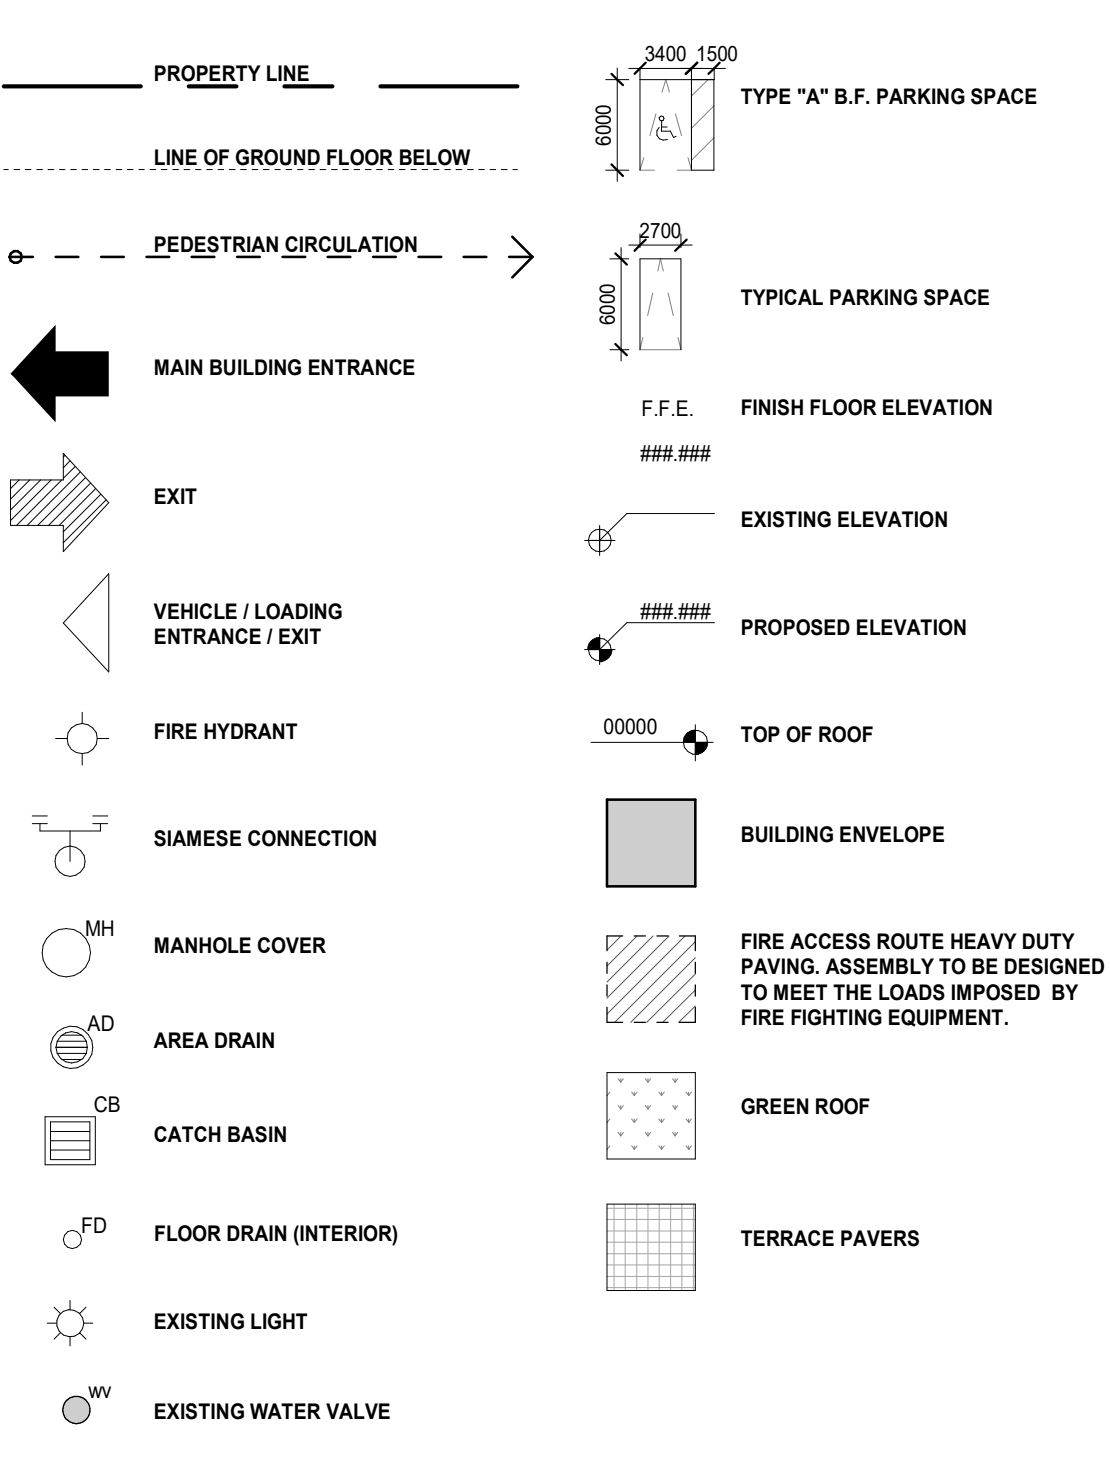 PROPERTY LINE
LINE OF GROUND FLOOR BELOW
PEDESTRIAN CIRCULATION
MAIN BUILDING ENTRANCE
EXIT
VEHICLE / LOADING
ENTRANCE / EXIT
FIRE HYDRANT
SIAMESE CONNECTION
MH
MANHOLE COVER
AD
AREA DRAIN
CB
CATCH BASIN
FD
FLOOR DRAIN (INTERIOR)
EXISTING LIGHT
WV
EXISTING WATER VALVE
3400 1500
6000
TYPE "A" B.F. PARKING SPACE
2700
6000
TYPICAL PARKING SPACE
F.F.E. FINISH FLOOR ELEVATION
###.###
EXISTING ELEVATION
###.###
PROPOSED ELEVATION
00000
TOP OF ROOF
BUILDING ENVELOPE
FIRE ACCESS ROUTE HEAVY DUTY
PAVING. ASSEMBLY TO BE DESIGNED
TO MEET THE LOADS IMPOSED BY
FIRE FIGHTING EQUIPMENT.
GREEN ROOF
TERRACE PAVERS